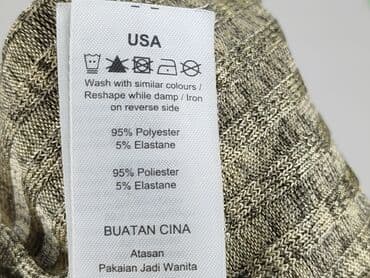 USA
Wash with similar colours /
Reshape while damp / Iron
on reverse side
95% Polyester
5% Elastane
95% Poliester
5% Elastane
BUATAN CINA
Atasan
Pakaian Jadi Wanita